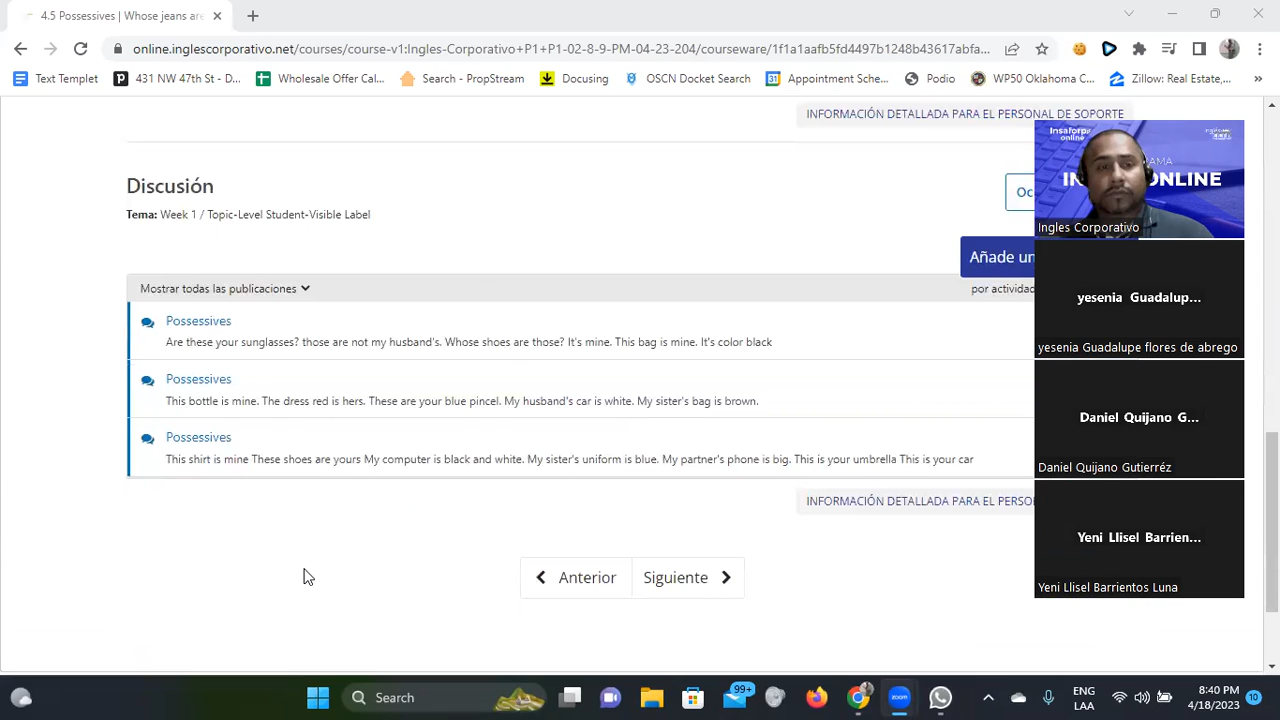 4.5 Possessives | Whose jeans are
online.inglescorporativo.net/courses/course-v1:Ingles-Corporativo+P1+P1-02-8-9-PM-04-23-204/courseware/1f1a1aafb5fd4497b1248b43617abfa...
Text Templet
431 NW 47th St - D...
Wholesale Offer Cal...
Search - PropStream
Docusing
OSCN Docket Search
Appointment Sche...
Podio
WP50 Oklahoma C...
Zillow: Real Estate,...
INFORMACIÓN DETALLADA PARA EL PERSONAL DE SOPORTE
Discusión
Oc
Tema: Week 1 / Topic-Level Student-Visible Label
Añade un
Mostrar todas las publicaciones
por actividad
Possessives
Are these your sunglasses? those are not my husband's. Whose shoes are those? It's mine. This bag is mine. It's color black
Possessives
This bottle is mine. The dress red is hers. These are your blue pincel. My husband's car is white. My sister's bag is brown.
Possessives
This shirt is mine These shoes are yours My computer is black and white. My sister's uniform is blue. My partner's phone is big. This is your umbrella This is your car
INFORMACIÓN DETALLADA PARA EL PERSO
Anterior
Siguiente
Insaforp
online
ONLINE
Ingles Corporativo
yesenia Guadalup...
yesenia Guadalupe flores de abrego
Daniel Quijano G...
Daniel Quijano Gutierréz
Yeni Llisel Barrien...
Yeni Llisel Barrientos Luna
Search
99+
ENG
LAA
8:40 PM
4/18/2023
10